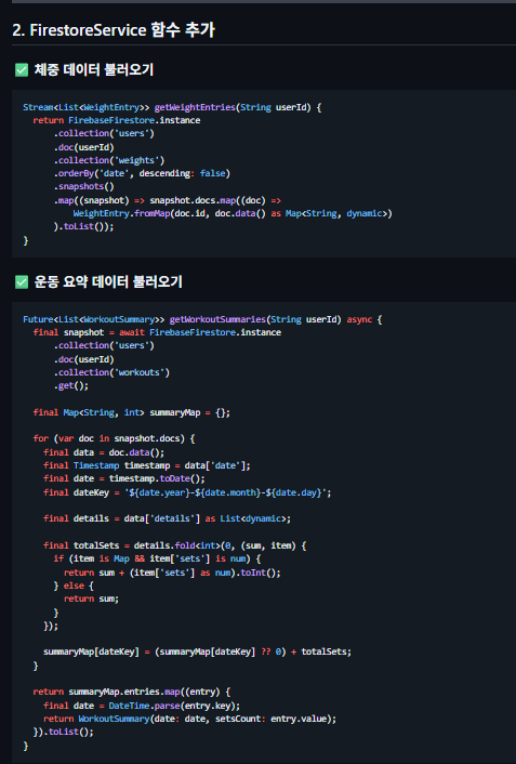 2. FirestoreService 함수 추가
✅ 체중 데이터 불러오기
Stream<List<WeightEntry>> getWeightEntries(String userId) {
  return FirebaseFirestore.instance
      .collection('users')
      .doc(userId)
      .collection('weights')
      .orderBy('date', descending: false)
      .snapshots()
      .map((snapshot) => snapshot.docs.map((doc) =>
          WeightEntry.fromMap(doc.id, doc.data() as Map<String, dynamic>)
      ).toList());
}
✅ 운동 요약 데이터 불러오기
Future<List<WorkoutSummary>> getWorkoutSummaries(String userId) async {
  final snapshot = await FirebaseFirestore.instance
      .collection('users')
      .doc(userId)
      .collection('workouts')
      .get();
  final Map<String, int> summaryMap = {};
  for (var doc in snapshot.docs) {
    final data = doc.data();
    final Timestamp timestamp = data['date'];
    final date = timestamp.toDate();
    final dateKey = '${date.year}-${date.month}-${date.day}';
    final details = data['details'] as List<dynamic>;
    final totalSets = details.fold<int>(0, (sum, item) {
      if (item is Map && item['sets'] is num) {
        return sum + (item['sets'] as num).toInt();
      } else {
        return sum;
      }
    });
    summaryMap[dateKey] = (summaryMap[dateKey] ?? 0) + totalSets;
  }
  return summaryMap.entries.map((entry) {
    final date = DateTime.parse(entry.key);
    return WorkoutSummary(date: date, setsCount: entry.value);
  }).toList();
}